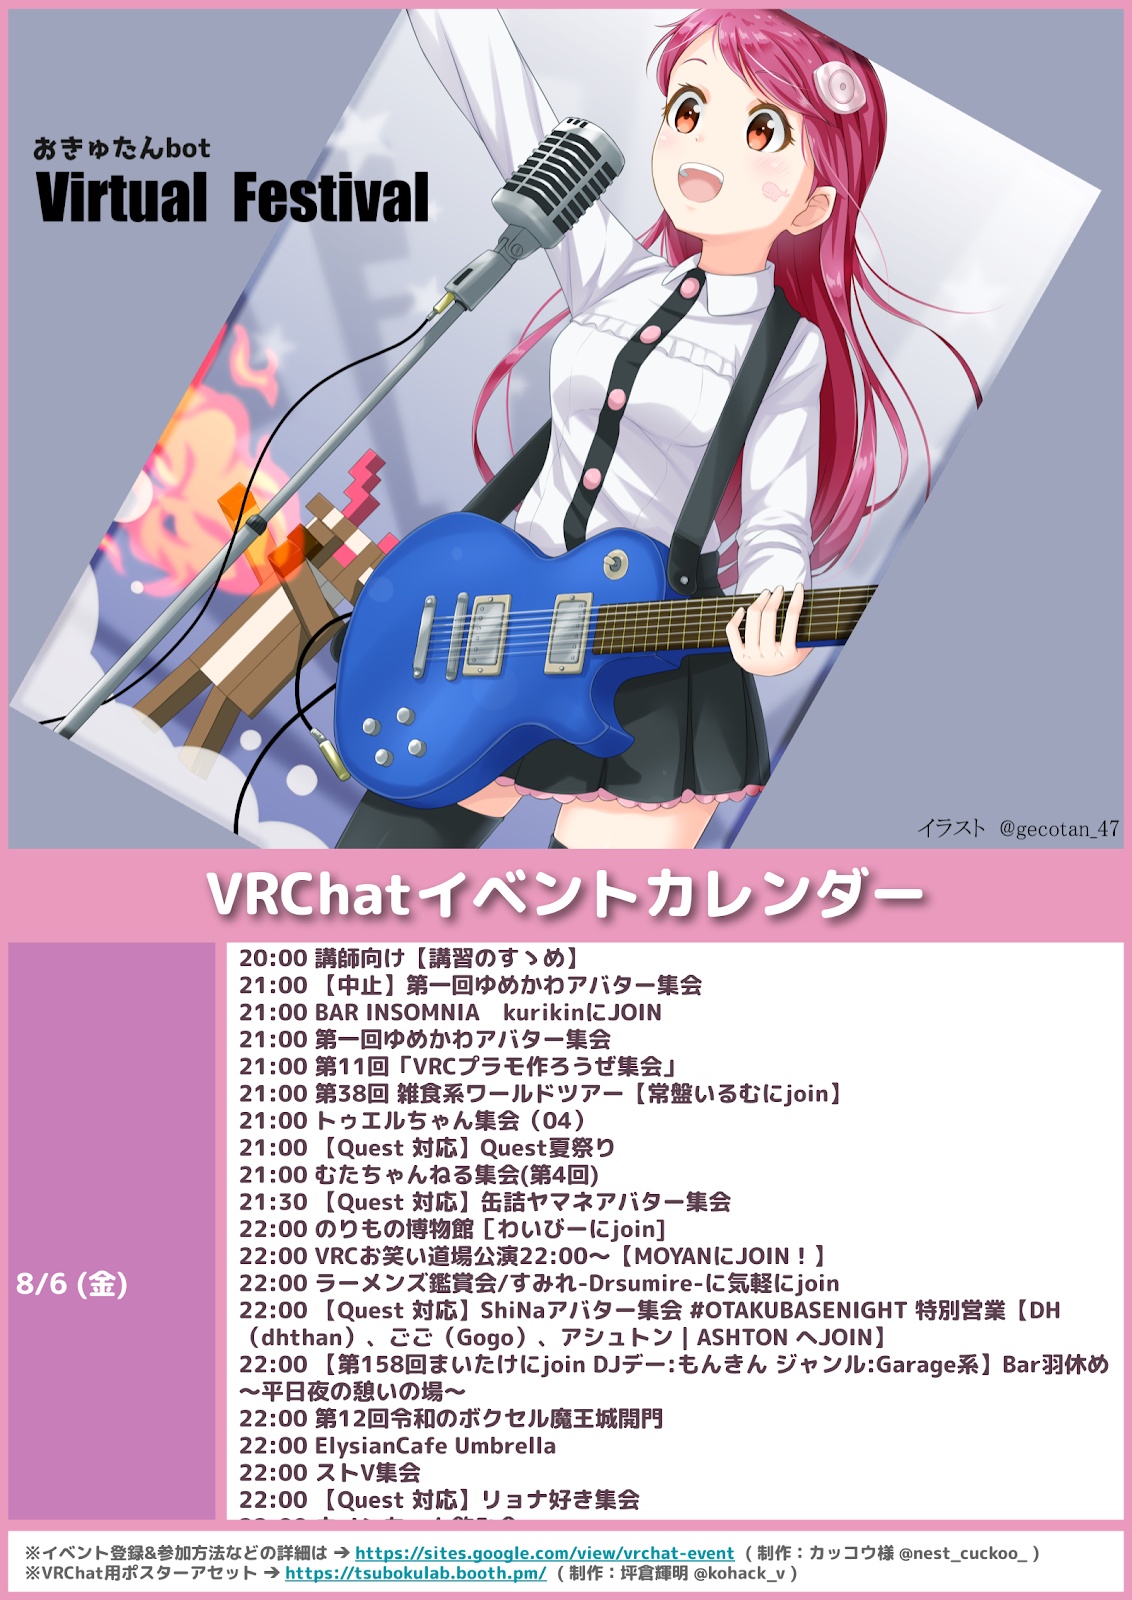 おきゅたんbot
Virtual Festival
イラスト @gecotan_47
VRChatイベントカレンダー
8/6 (金)
20:00 講師向け【講習のすゝめ】
21:00 【中止】第一回ゆめかわアバター集会
21:00 BAR INSOMNIA　kurikinにJOIN
21:00 第一回ゆめかわアバター集会
21:00 第11回「VRCプラモ作ろうぜ集会」
21:00 第38回 雑食系ワールドツアー【常盤いるむにjoin】
21:00 トゥエルちゃん集会（04）
21:00 【Quest 対応】Quest夏祭り
21:00 むたちゃんねる集会(第4回)
21:30 【Quest 対応】缶詰ヤマネアバター集会
22:00 のりもの博物館［わいびーにjoin］
22:00 VRCお笑い道場公演22:00～【MOYANにJOIN！】
22:00 ラーメンズ鑑賞会/すみれ-Drsumire-に気軽にjoin
22:00 【Quest 対応】ShiNaアバター集会 #OTAKUBASENIGHT 特別営業【DH
（dhthan）、ごご（Gogo）、アシュトン | ASHTON へJOIN】
22:00 【第158回まいたけにjoin DJデー:もんきん ジャンル:Garage系】Bar羽休め
～平日夜の憩いの場～
22:00 第12回令和のボクセル魔王城開門
22:00 ElysianCafe Umbrella
22:00 ストV集会
22:00 【Quest 対応】リョナ好き集会
※イベント登録&参加方法などの詳細は ➔ https://sites.google.com/view/vrchat-event （ 制作：カッコウ様 @nest_cuckoo_ ）
※VRChat用ポスターアセット ➔ https://tsubokulab.booth.pm/ （ 制作：坪倉輝明 @kohack_v ）